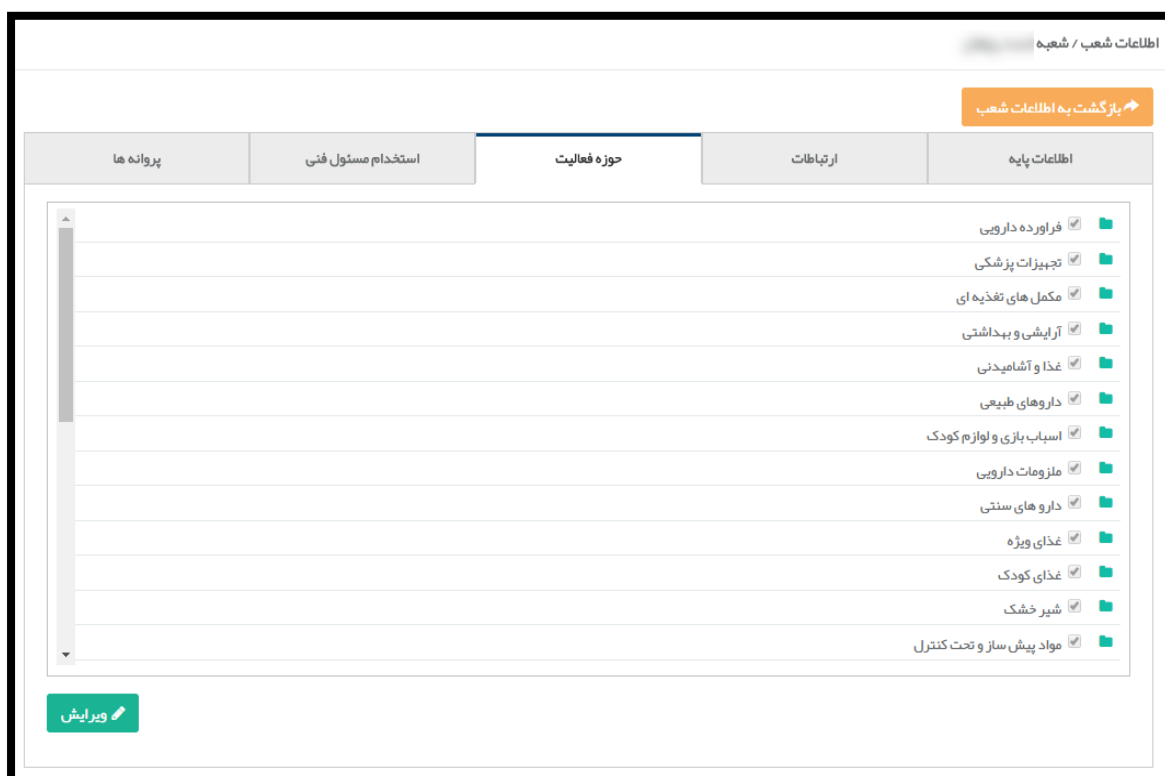 اطلاعات شعب / شعبه
بازگشت به اطلاعات شعب
اطلاعات پایه
ارتباطات
حوزه فعالیت
استخدام مسئول فنی
پروانه ها
فراورده دارویی
تجهیزات پزشکی
مکمل های تغذیه ای
آرایشی و بهداشتی
غذا و آشامیدنی
داروهای طبیعی
اسباب بازی و لوازم کودک
ملزومات دارویی
دارو های سنتی
غذای ویژه
غذای کودک
شیر خشک
مواد پیش ساز و تحت کنترل
ویرایش